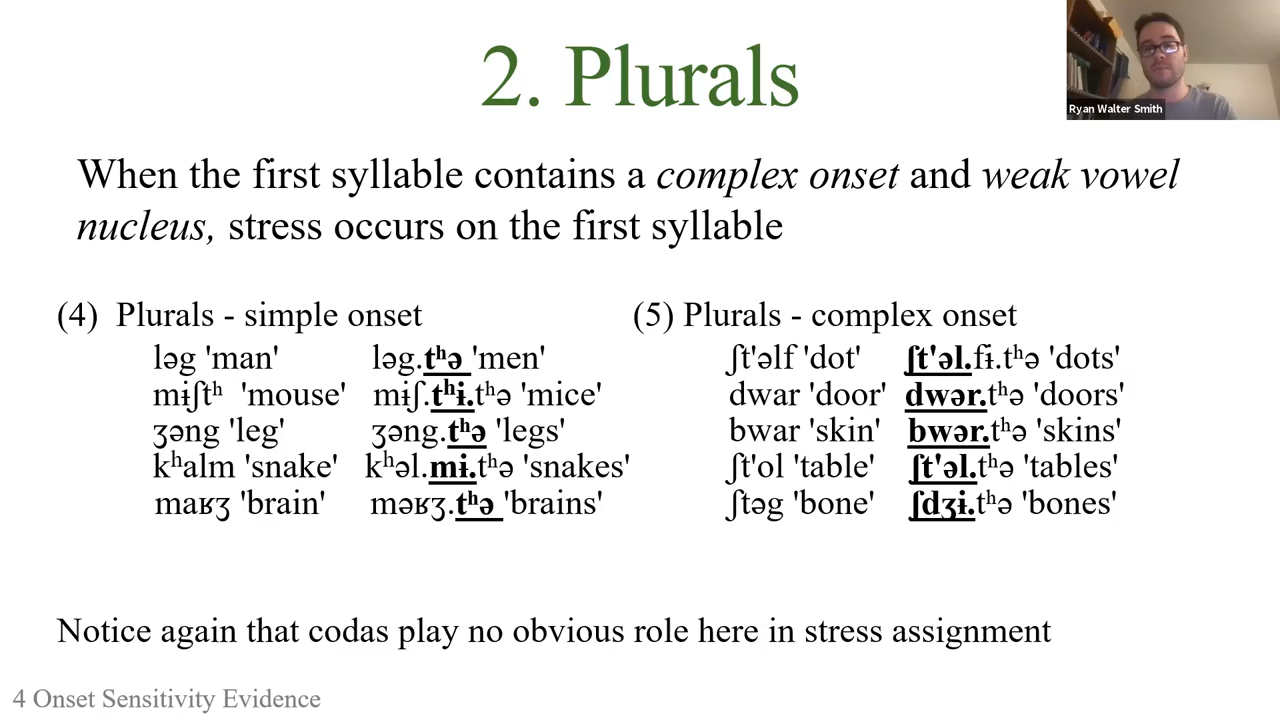 2. Plurals
Ryan Walter Smith
When the first syllable contains a complex onset and weak vowel
nucleus, stress occurs on the first syllable
(4) Plurals - simple onset
ləg 'man' ləg.tʰə 'men'
mɨʃtʰ 'mouse' mɨʃ.tʰɨ.tʰə 'mice'
ʒəng 'leg' ʒəng.tʰə 'legs'
kʰalm 'snake' kʰəl.mɨ.tʰə 'snakes'
maʁʒ 'brain' məʁʒ.tʰə 'brains'
(5) Plurals - complex onset
ʃt'əlf 'dot' ʃt'əl.fɨ.tʰə 'dots'
dwar 'door' dwər.tʰə 'doors'
bwar 'skin' bwər.tʰə 'skins'
ʃt'ol 'table' ʃt'əl.tʰə 'tables'
ʃtəg 'bone' ʃdʒɨ.tʰə 'bones'
Notice again that codas play no obvious role here in stress assignment
4 Onset Sensitivity Evidence